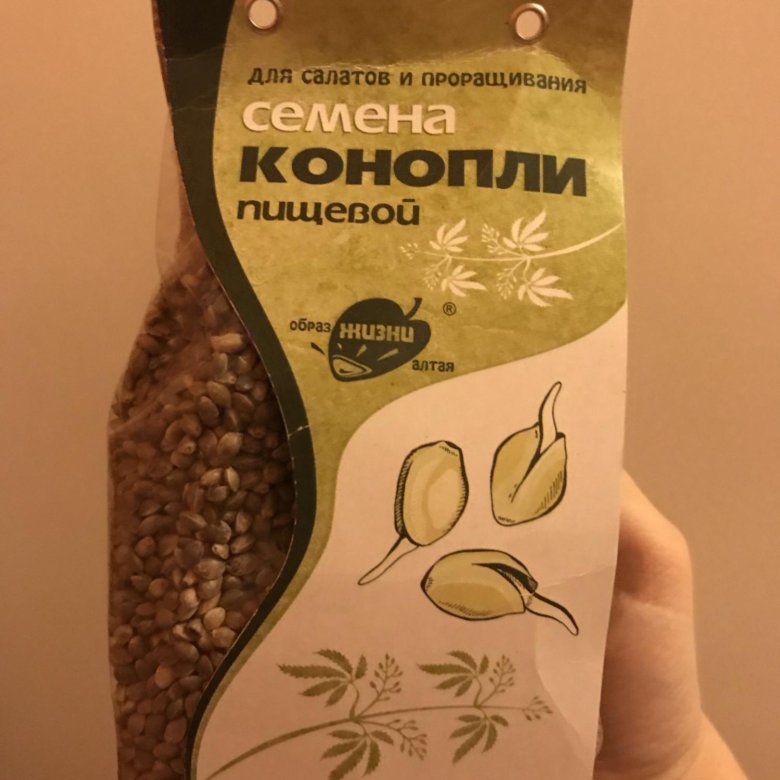 для салатов и проращивания
семена
конопли
пищевой
®
образ жизни
алтая